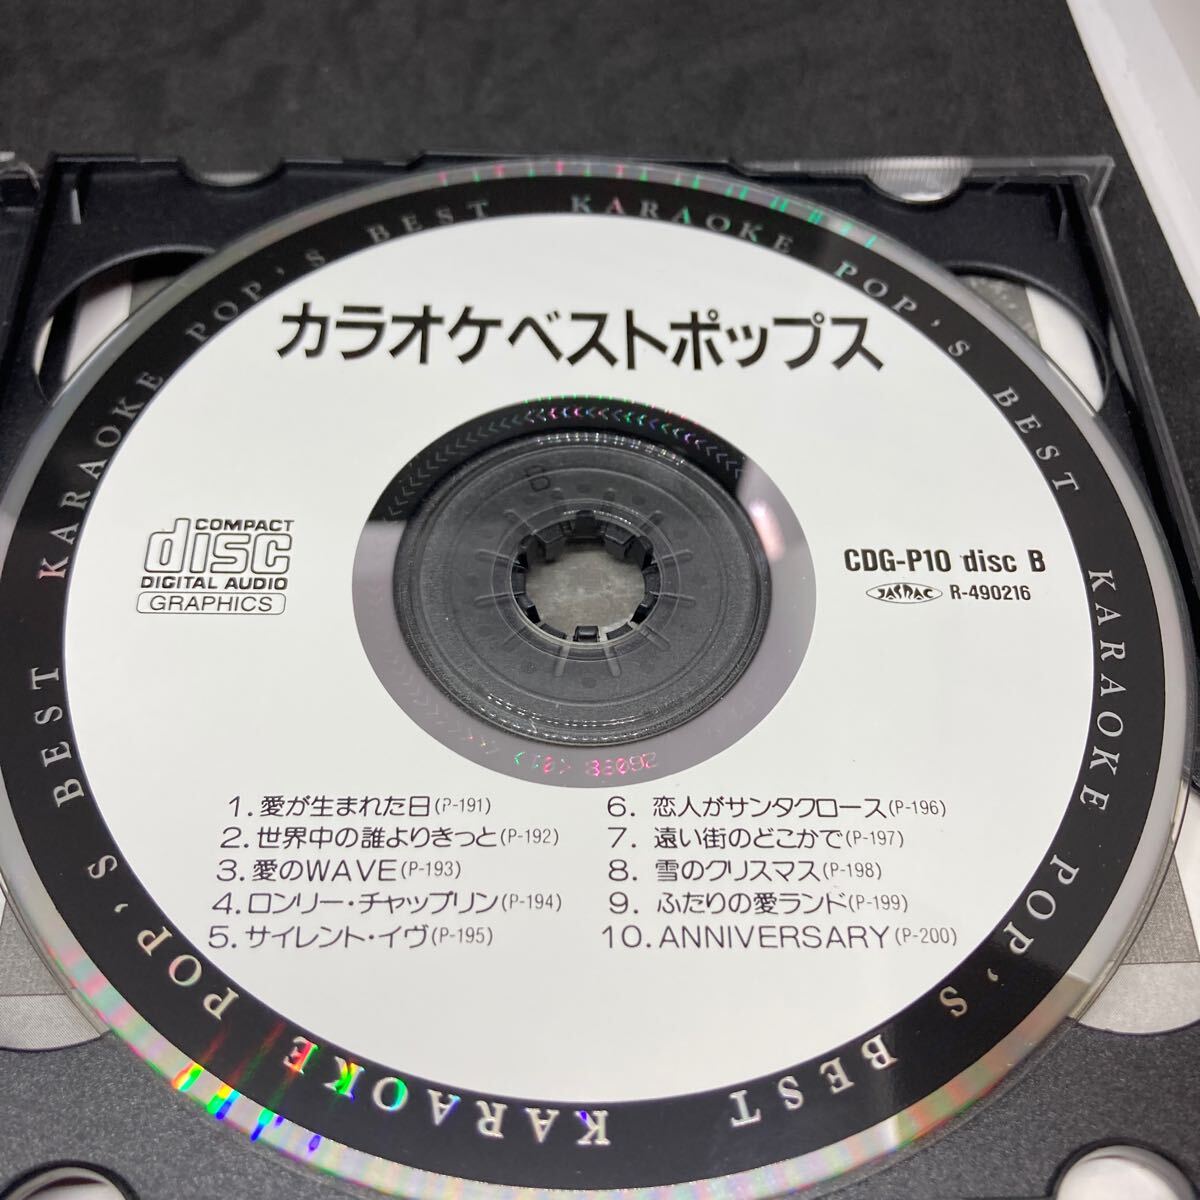 KARAOKE POP'S BEST KARAOKE POP'S BEST KARAOKE POP'S BEST KARAOKE POP'S BEST
カラオケベストポップス
COMPACT
disc
DIGITAL AUDIO
GRAPHICS
CDG-P10 disc B
JASRAC R-490216
1. 愛が生まれた日(P-191)
2. 世界中の誰よりきっと(P-192)
3. 愛のWAVE(P-193)
4. ロンリー・チャップリン(P-194)
5. サイレント・イヴ(P-195)
6. 恋人がサンタクロース(P-196)
7. 遠い街のどこかで(P-197)
8. 雪のクリスマス(P-198)
9. ふたりの愛ランド(P-199)
10. ANNIVERSARY(P-200)